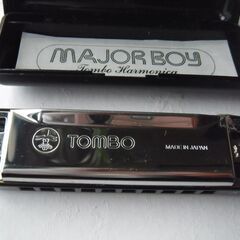 MAJOR BOY
Tombo Harmonica
TOMBO
MADE IN JAPAN